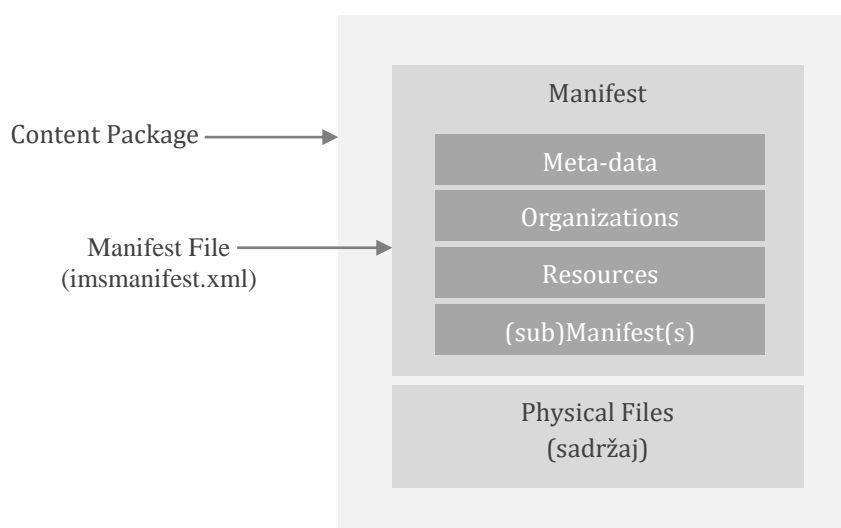 Manifest
Content Package
Meta-data
Organizations
Manifest File
(imsmanifest.xml)
Resources
(sub)Manifest(s)
Physical Files
(sadržaj)